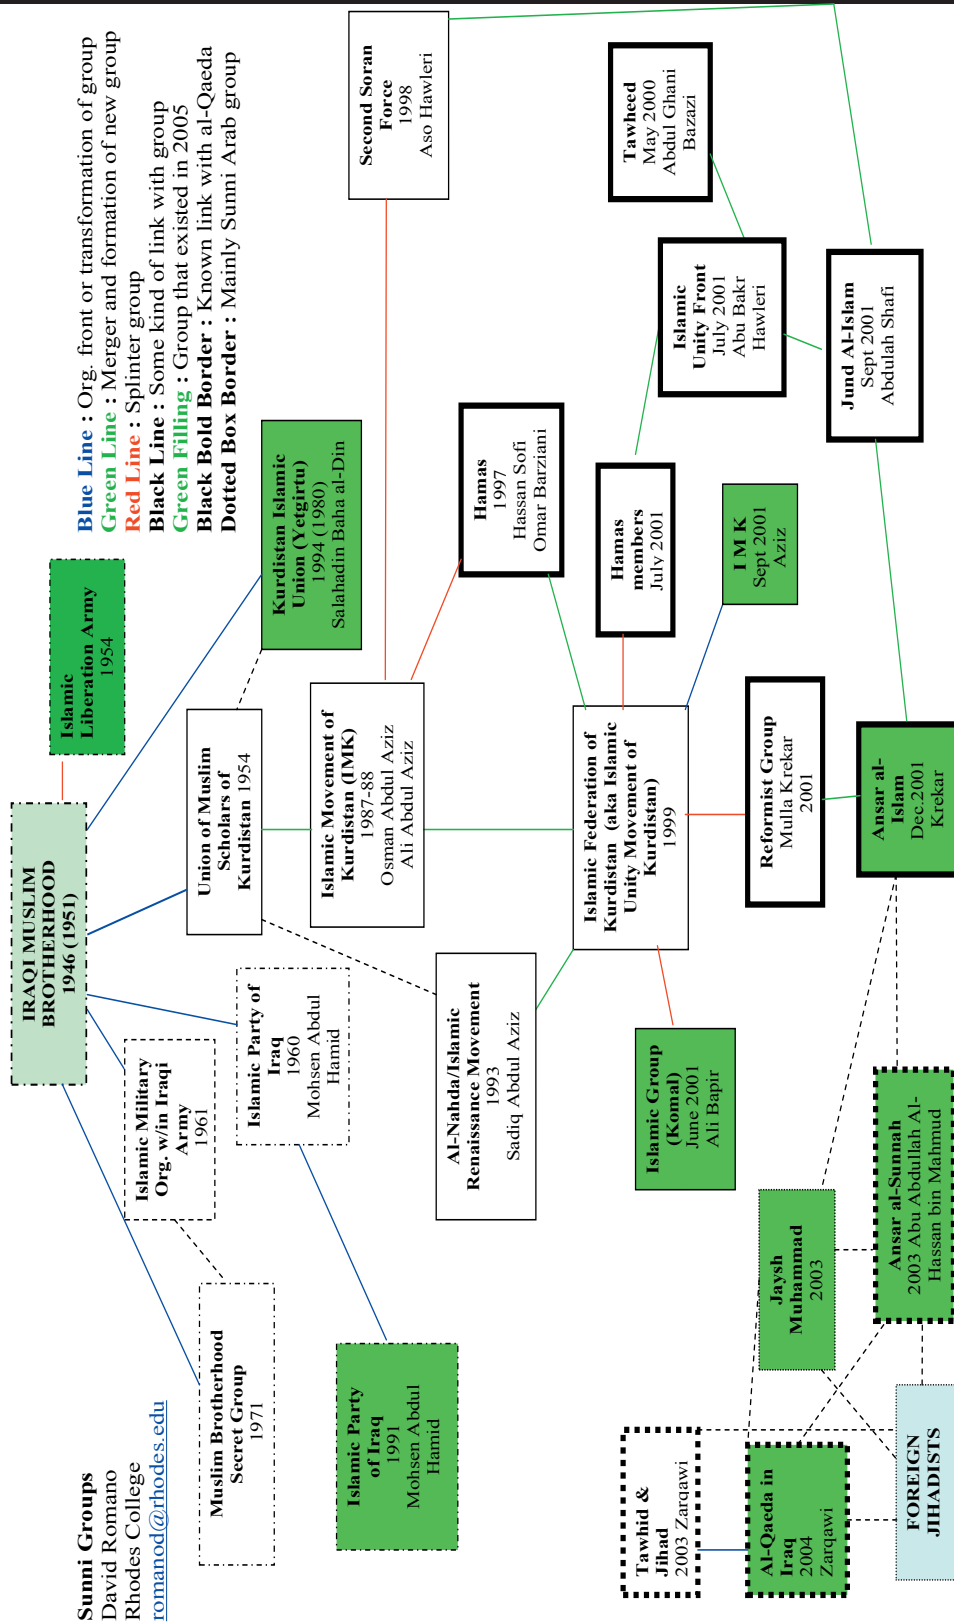 Sunni Groups
David Romano
Rhodes College
romanod@rhodes.edu
IRAQI MUSLIM
BROTHERHOOD
1946 (1951)
Islamic
Liberation Army
1954
Blue Line : Org. front or transformation of group
Green Line : Merger and formation of new group
Red Line : Splinter group
Black Line : Some kind of link with group
Green Filling : Group that existed in 2005
Black Bold Border : Known link with al-Qaeda
Dotted Box Border : Mainly Sunni Arab group
Islamic Military
Org. w/in Iraqi
Army
1961
Muslim Brotherhood
Secret Group
1971
Islamic Party of
Iraq
1960
Mohsen Abdul
Hamid
Union of Muslim
Scholars of
Kurdistan 1954
Kurdistan Islamic
Union (Yetgirtu)
1994 (1980)
Salahadin Baha al-Din
Islamic Party
of Iraq
1991
Mohsen Abdul
Hamid
Islamic Movement of
Kurdistan (IMK)
1987-88
Osman Abdul Aziz
Ali Abdul Aziz
Second Soran
Force
1998
Aso Hawleri
Al-Nahda/Islamic
Renaissance Movement
1993
Sadiq Abdul Aziz
Hamas
1997
Hassan Sofi
Omar Barziani
Islamic Federation of
Kurdistan (aka Islamic
Unity Movement of
Kurdistan)
1999
Hamas
members
July 2001
Islamic
Unity Front
July 2001
Abu Bakr
Hawleri
Tawheed
May 2000
Abdul Ghani
Bazazi
Islamic Group
(Komal)
June 2001
Ali Bapir
I M K
Sept 2001
Aziz
Reformist Group
Mulla Krekar
2001
Jund Al-Islam
Sept 2001
Abdulah Shafi
Tawhid &
Jihad
2003 Zarqawi
Jaysh
Muhammad
2003
Al-Qaeda in
Iraq
2004
Zarqawi
Ansar al-Sunnah
2003 Abu Abdullah Al-
Hassan bin Mahmud
Ansar al-
Islam
Dec.2001
Krekar
FOREIGN
JIHADISTS